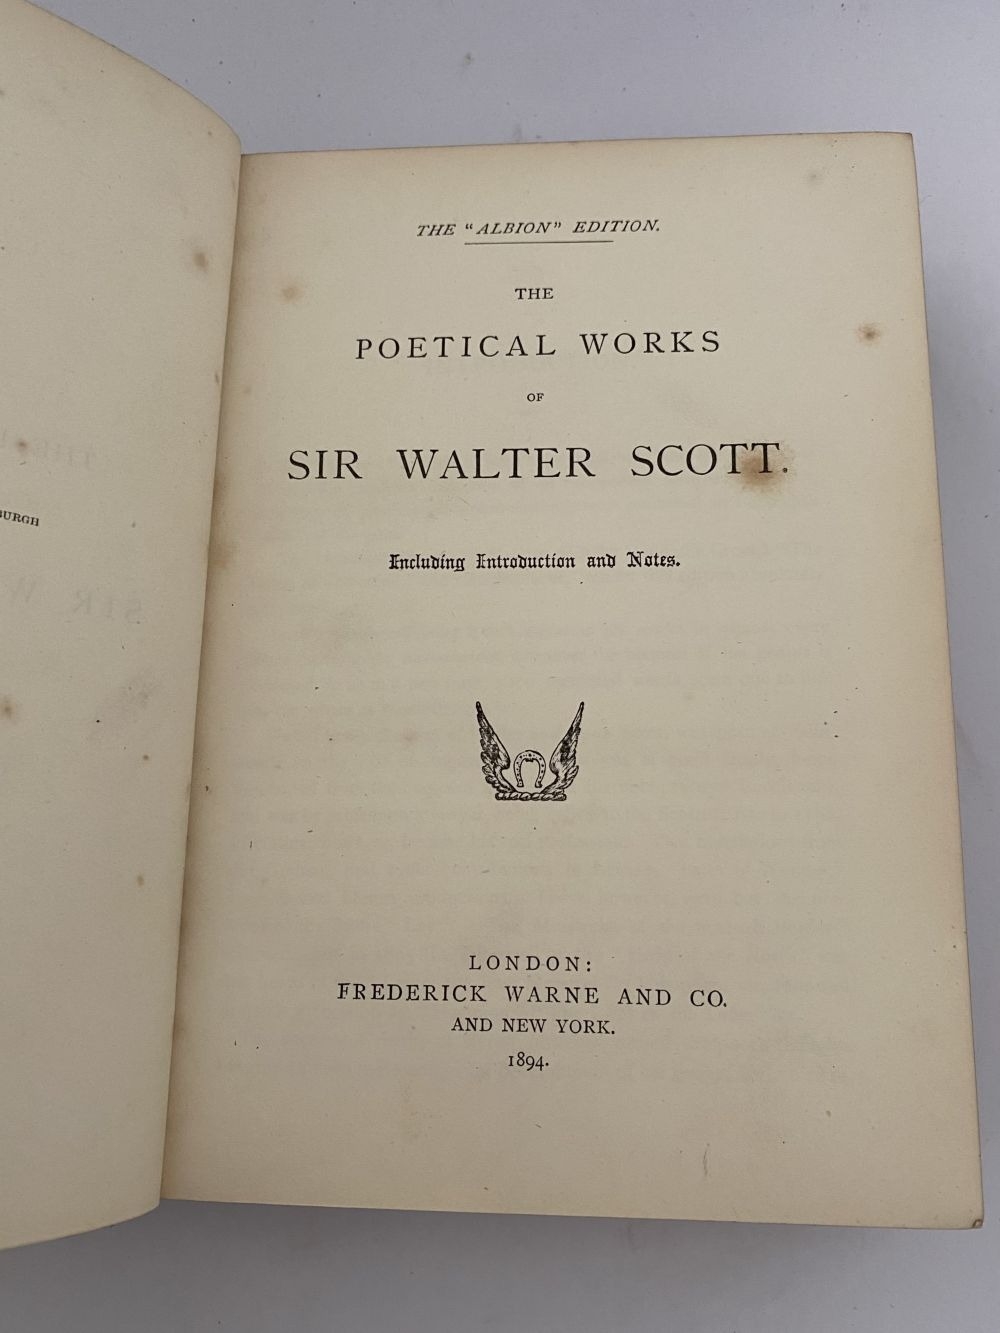 BURGH
THE "ALBION" EDITION.
THE
POETICAL WORKS
OF
SIR WALTER SCOTT.
Including Introduction and Notes.
LONDON:
FREDERICK WARNE AND CO.
AND NEW YORK.
1894.